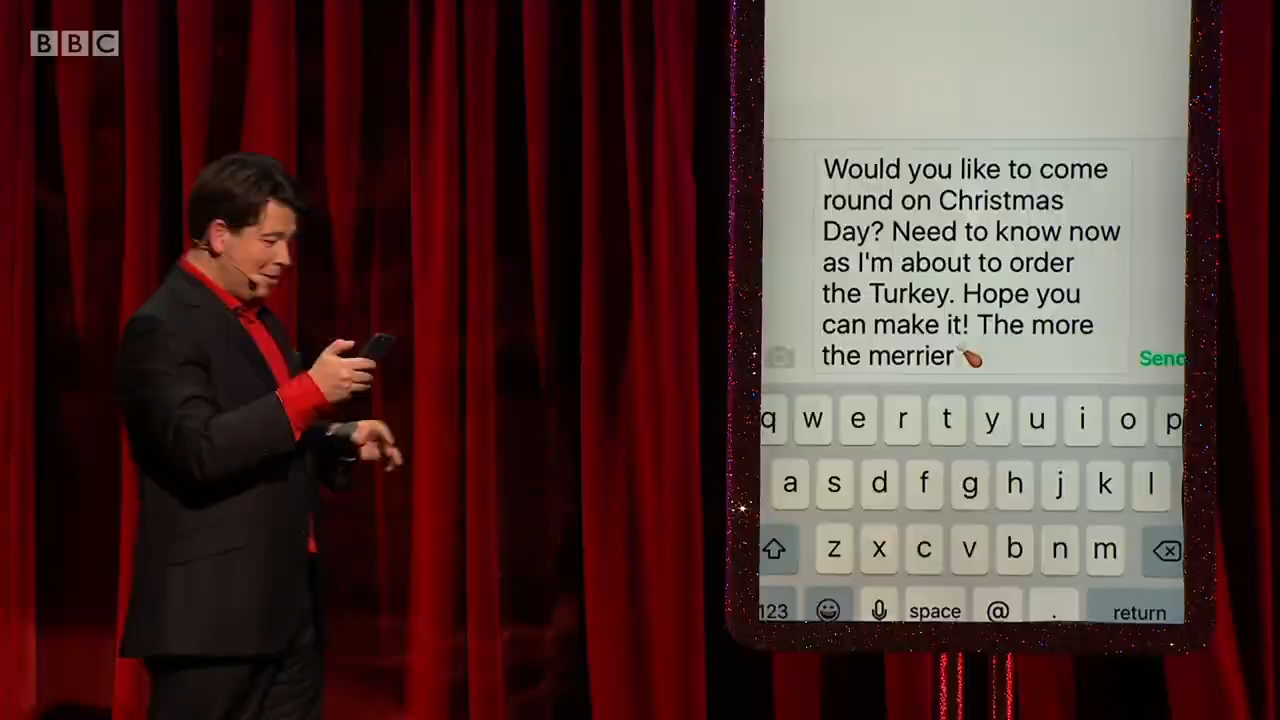 BBC
Would you like to come
round on Christmas
Day? Need to know now
as I'm about to order
the Turkey. Hope you
can make it! The more
the merrier🍗
Send
q w e r t y u i o p
a s d f g h j k l
z x c v b n m
123 space @ . return